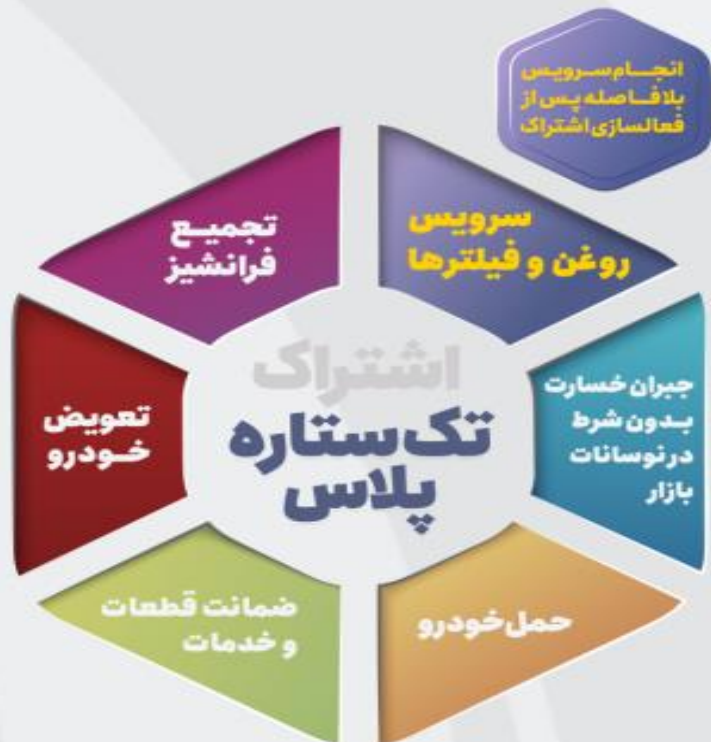 انجام سرویس
بلافاصله پس از
فعالسازی اشتراک
سرویس
روغن و فیلترها
تجمیع
فرانشیز
جبران خسارت
بدون شرط
در نوسانات
بازار
اشتراک
تک ستاره
پلاس
تعویض
خودرو
حمل خودرو
ضمانت قطعات
و خدمات